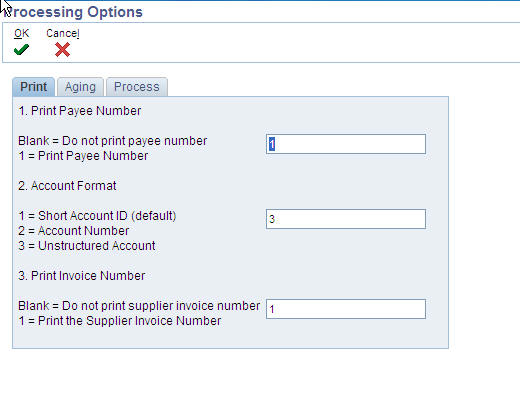 Processing Options
OK Cancel
Print Aging Process
1. Print Payee Number
Blank = Do not print payee number
1
1 = Print Payee Number
2. Account Format
1 = Short Account ID (default)
3
2 = Account Number
3 = Unstructured Account
3. Print Invoice Number
Blank = Do not print supplier invoice number
1
1 = Print the Supplier Invoice Number